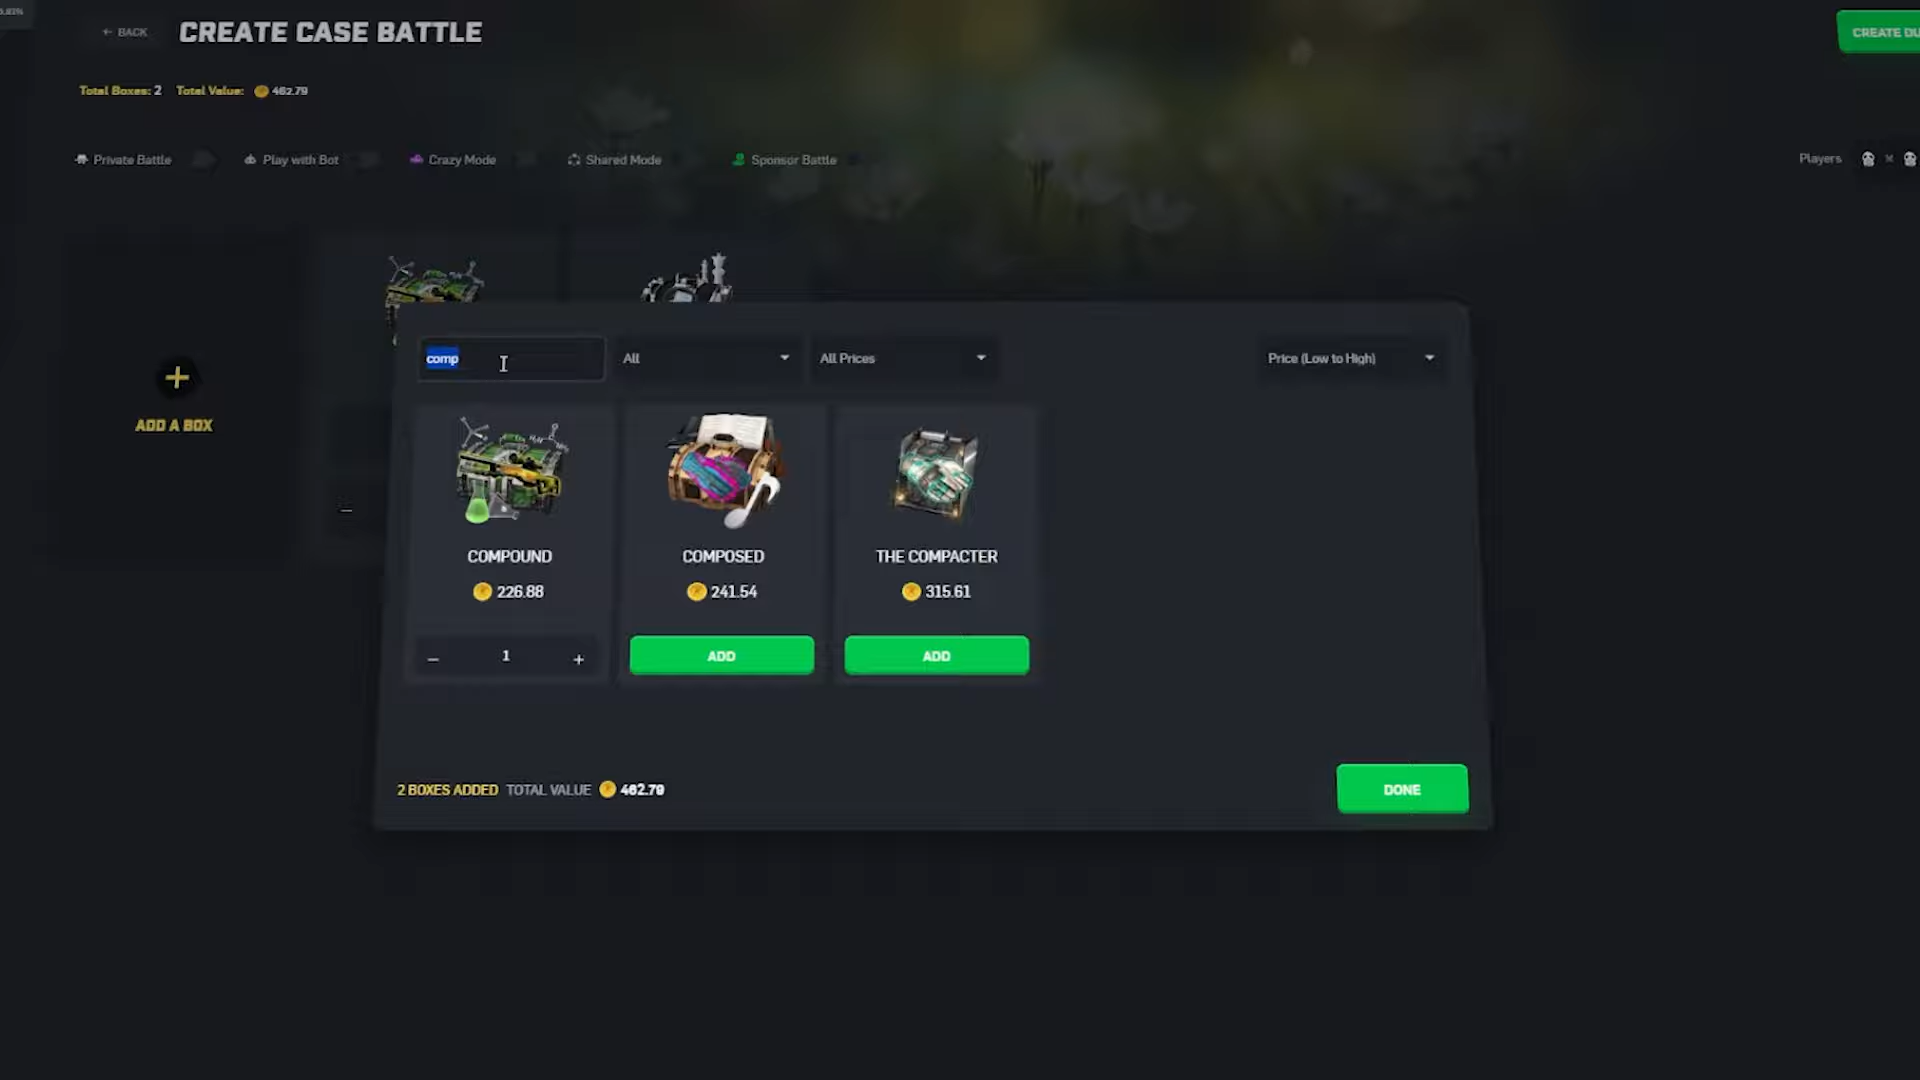 BACK
CREATE CASE BATTLE
CREATE DU
Total Boxes: 2 Total Value: 462.79
Private Battle
Play with Bot
Crazy Mode
Shared Mode
Sponsor Battle
Players
ADD A BOX
comp
All
All Prices
Price (Low to High)
COMPOUND
COMPOSED
THE COMPACTER
226.88
241.54
315.61
– 1 +
ADD
ADD
2 BOXES ADDED TOTAL VALUE 462.79
DONE